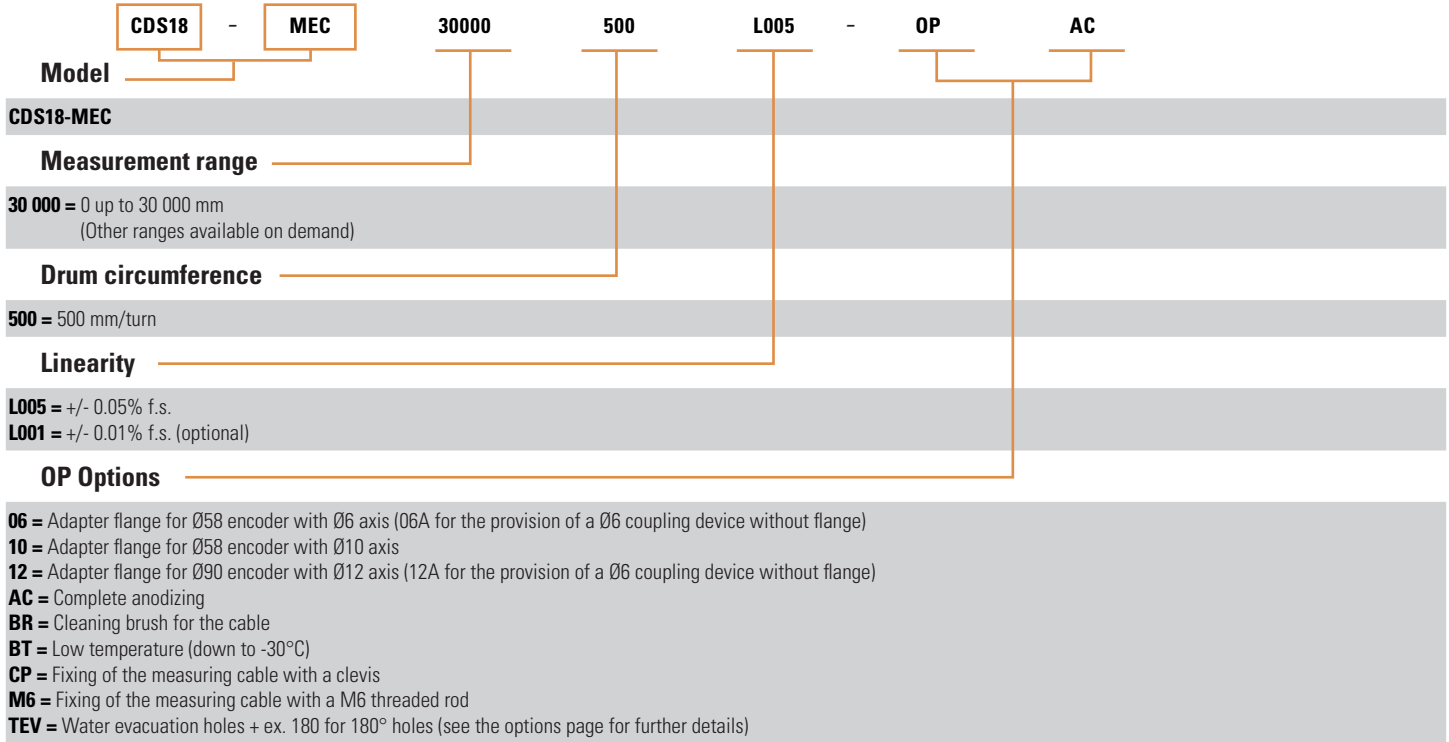 CDS18 – MEC 30000 500 L005 – OP AC
Model
CDS18-MEC
Measurement range
30 000 = 0 up to 30 000 mm
(Other ranges available on demand)
Drum circumference
500 = 500 mm/turn
Linearity
L005 = +/- 0.05% f.s.
L001 = +/- 0.01% f.s. (optional)
OP Options
06 = Adapter flange for Ø58 encoder with Ø6 axis (06A for the provision of a Ø6 coupling device without flange)
10 = Adapter flange for Ø58 encoder with Ø10 axis
12 = Adapter flange for Ø90 encoder with Ø12 axis (12A for the provision of a Ø6 coupling device without flange)
AC = Complete anodizing
BR = Cleaning brush for the cable
BT = Low temperature (down to -30°C)
CP = Fixing of the measuring cable with a clevis
M6 = Fixing of the measuring cable with a M6 threaded rod
TEV = Water evacuation holes + ex. 180 for 180° holes (see the options page for further details)